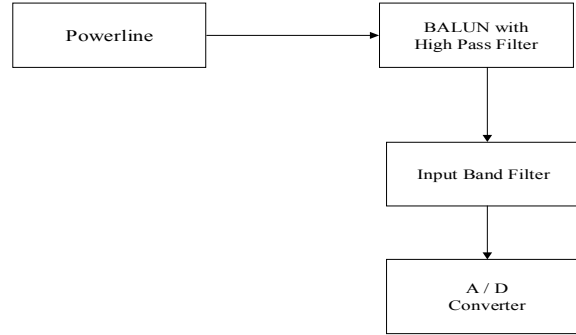 Powerline
BALUN with
High Pass Filter
Input Band Filter
A / D
Converter